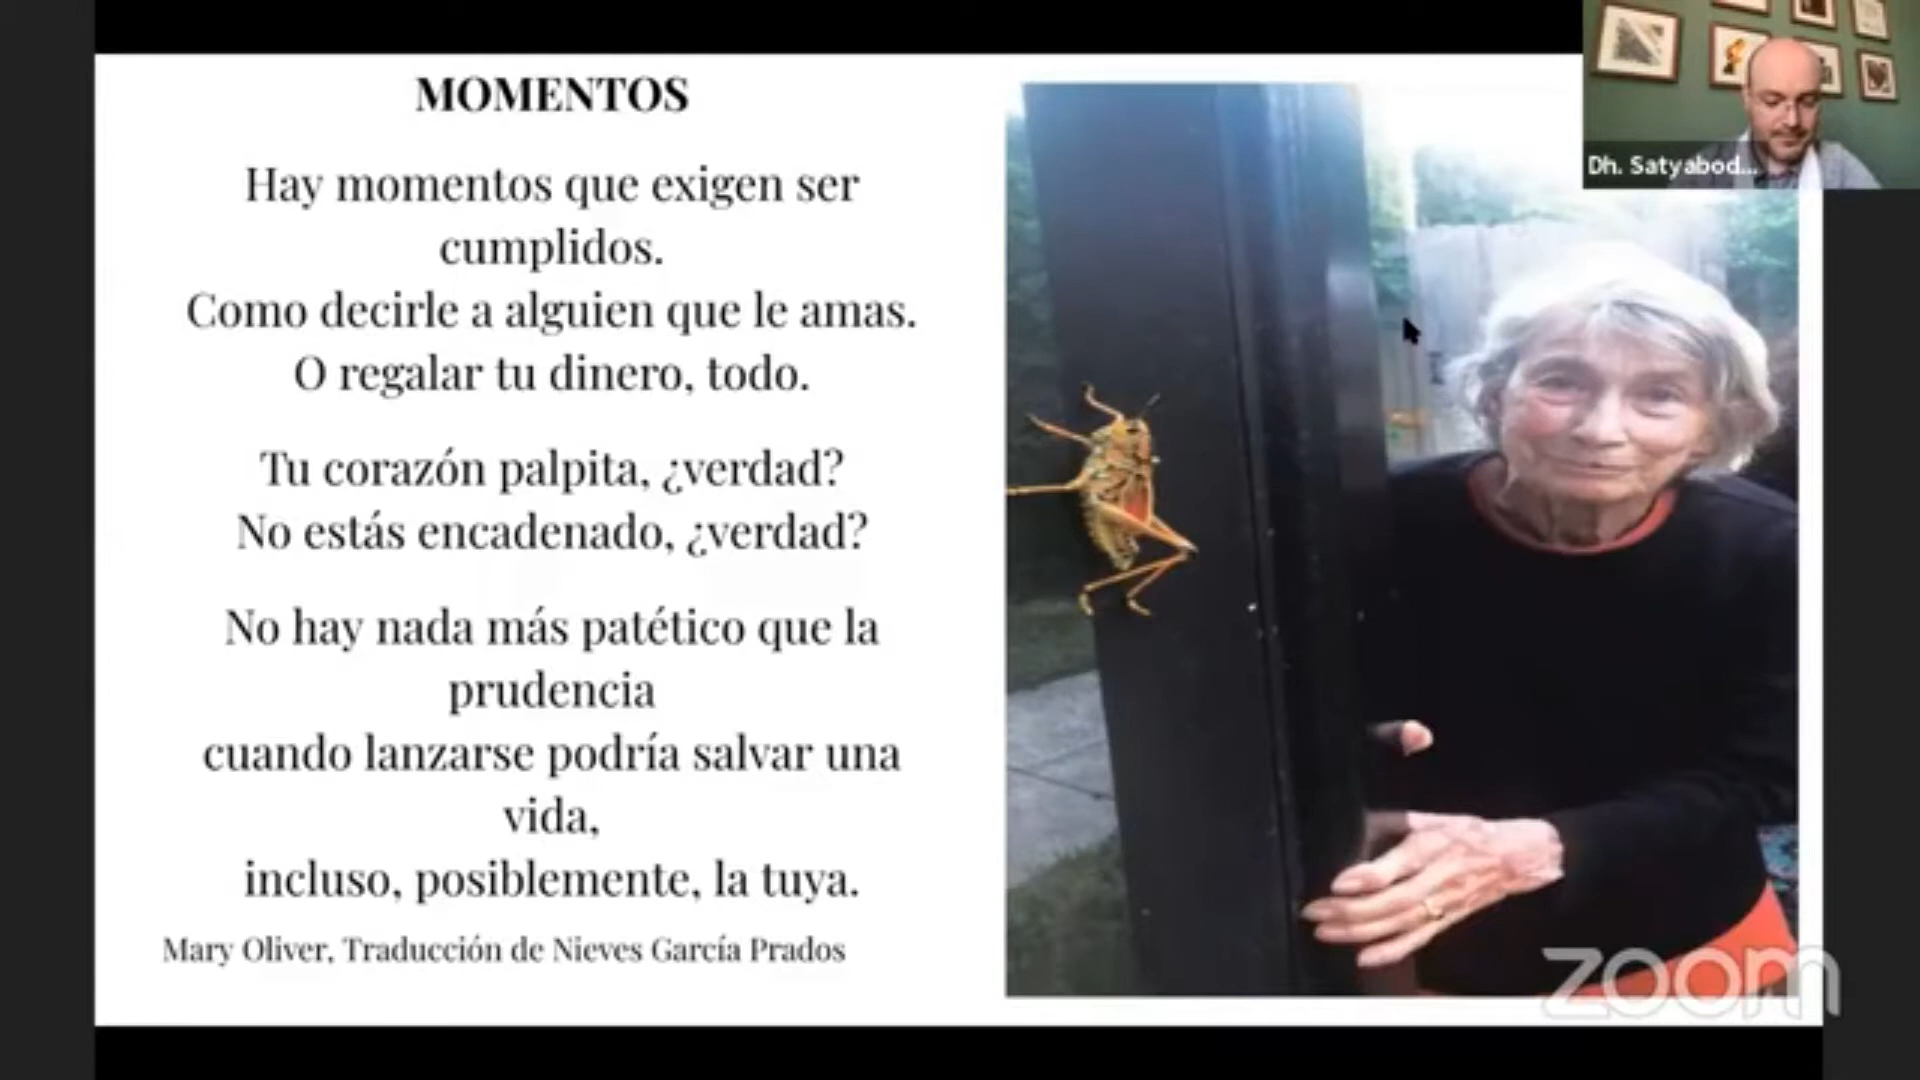 MOMENTOS
Hay momentos que exigen ser
cumplidos.
Como decirle a alguien que le amas.
O regalar tu dinero, todo.
Tu corazón palpita, ¿verdad?
No estás encadenado, ¿verdad?
No hay nada más patético que la
prudencia
cuando lanzarse podría salvar una
vida,
incluso, posiblemente, la tuya.
Mary Oliver, Traducción de Nieves García Prados
Dh. Satyabod...
zoom